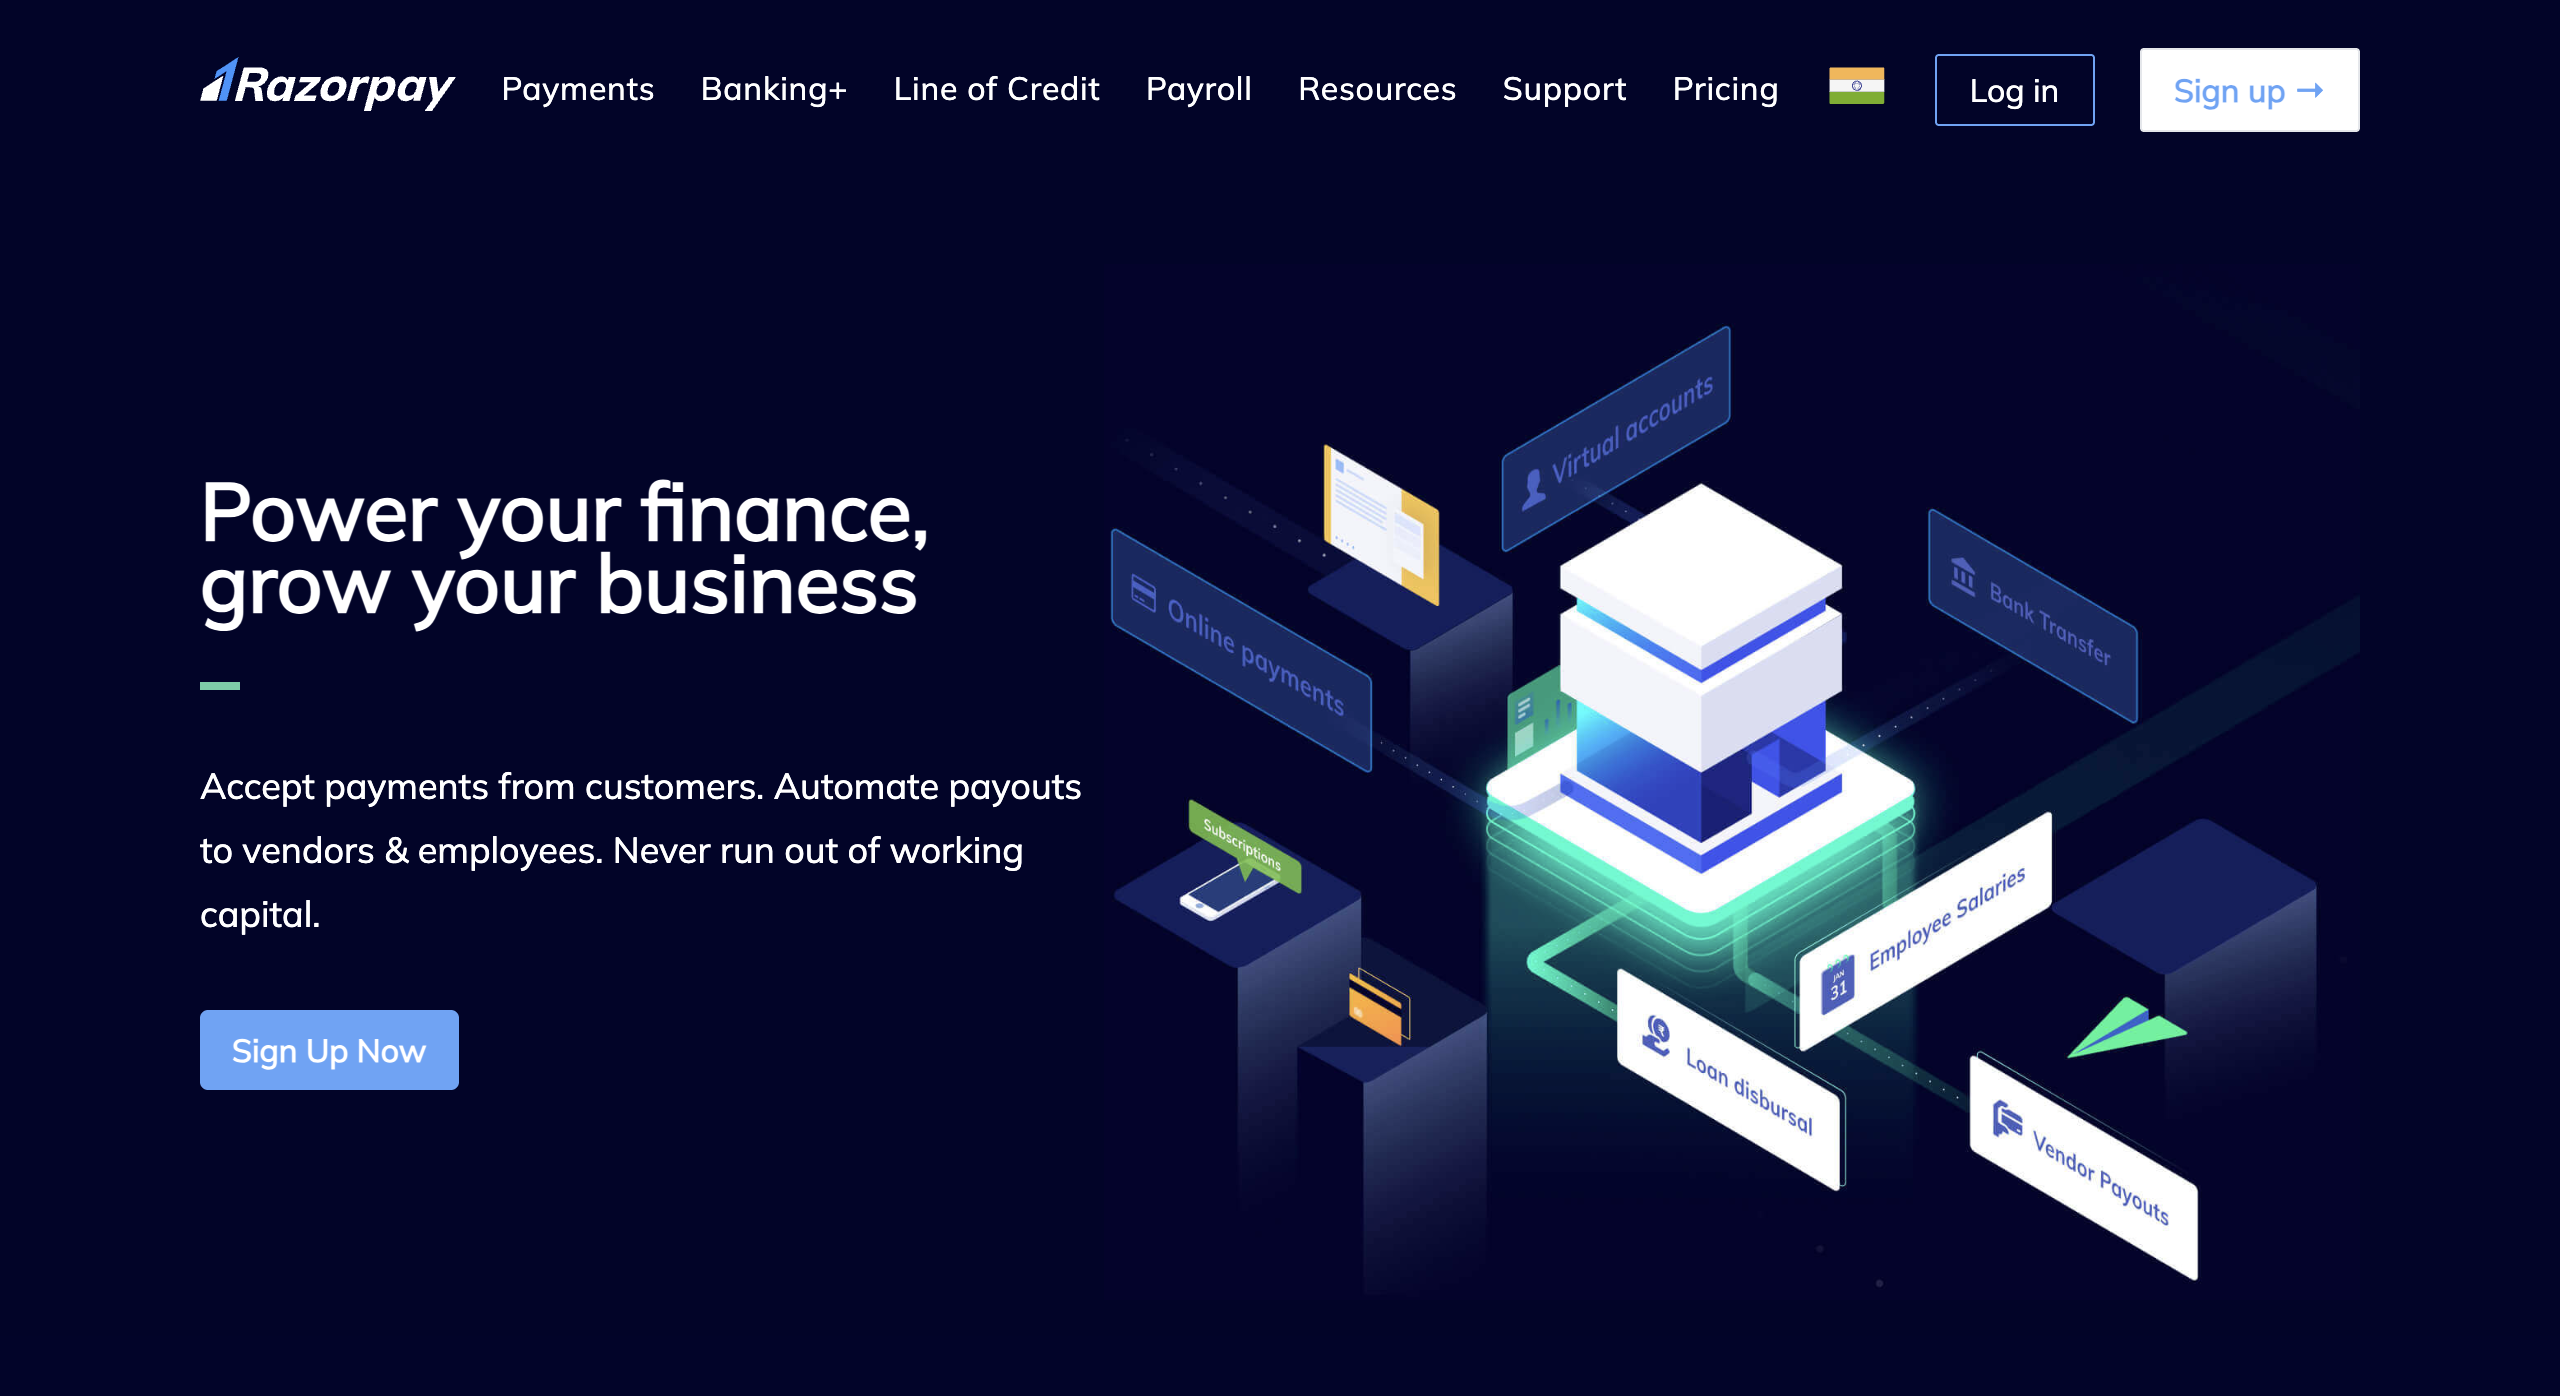 Razorpay
Payments
Banking+
Line of Credit
Payroll
Resources
Support
Pricing
Log in
Sign up →
Power your finance,
grow your business
Accept payments from customers. Automate payouts
to vendors & employees. Never run out of working
capital.
Sign Up Now
Virtual accounts
Online payments
Bank Transfer
Subscriptions
JAN
31
Employee Salaries
₹
Loan disbursal
Vendor Payouts